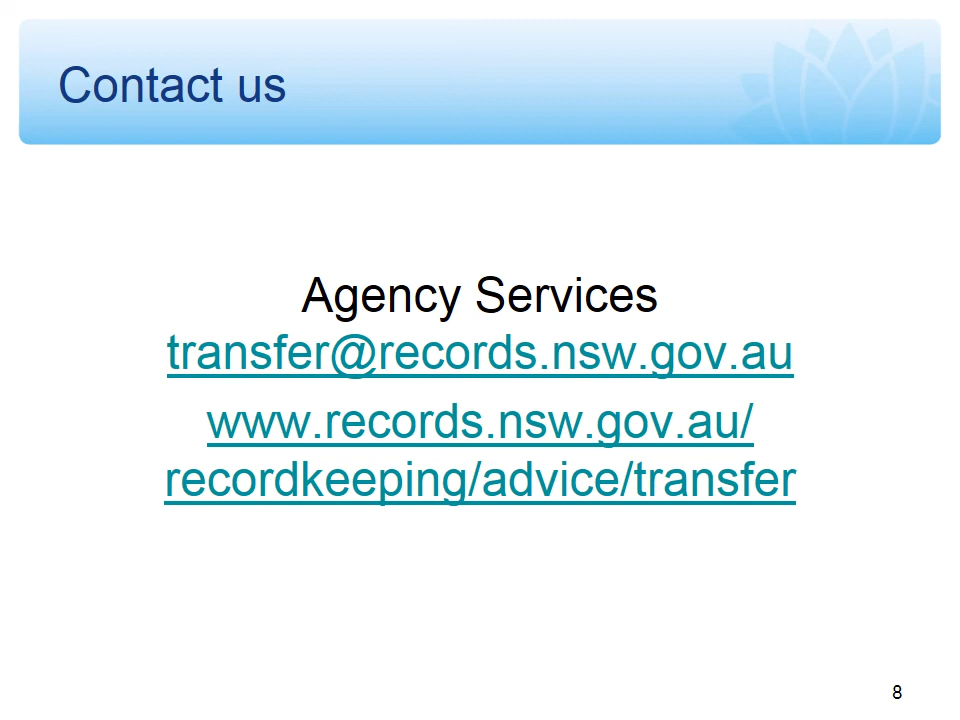 Contact us
Agency Services
transfer@records.nsw.gov.au
www.records.nsw.gov.au/
recordkeeping/advice/transfer
8